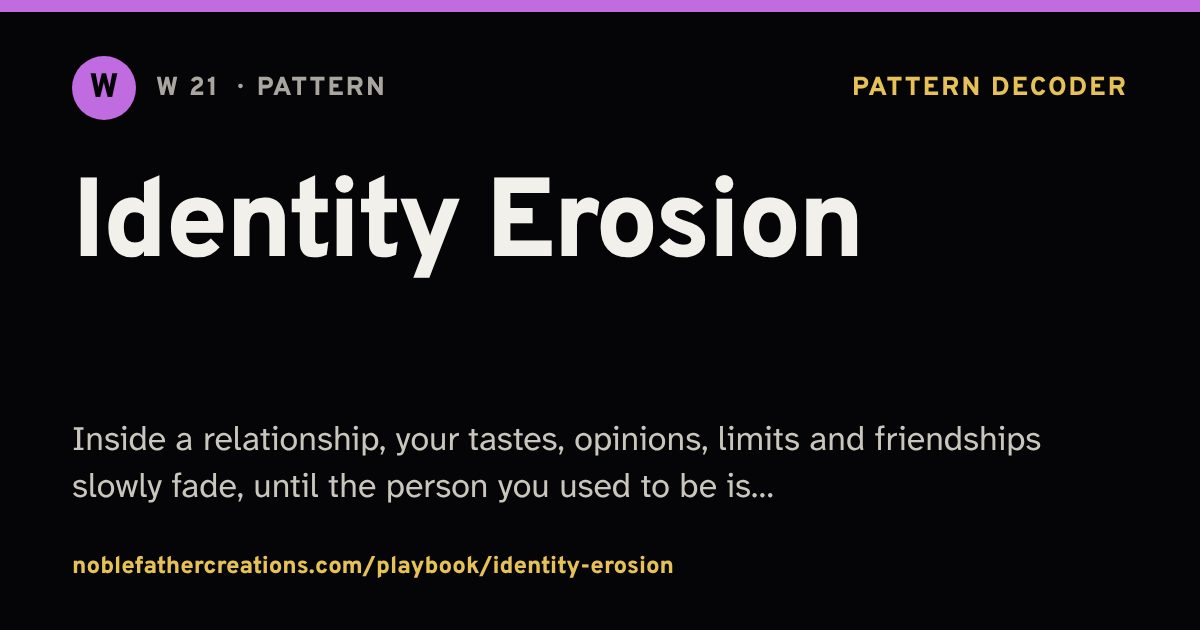 W W 21 · PATTERN PATTERN DECODER
Identity Erosion
Inside a relationship, your tastes, opinions, limits and friendships
slowly fade, until the person you used to be is...
noblefathercreations.com/playbook/identity-erosion